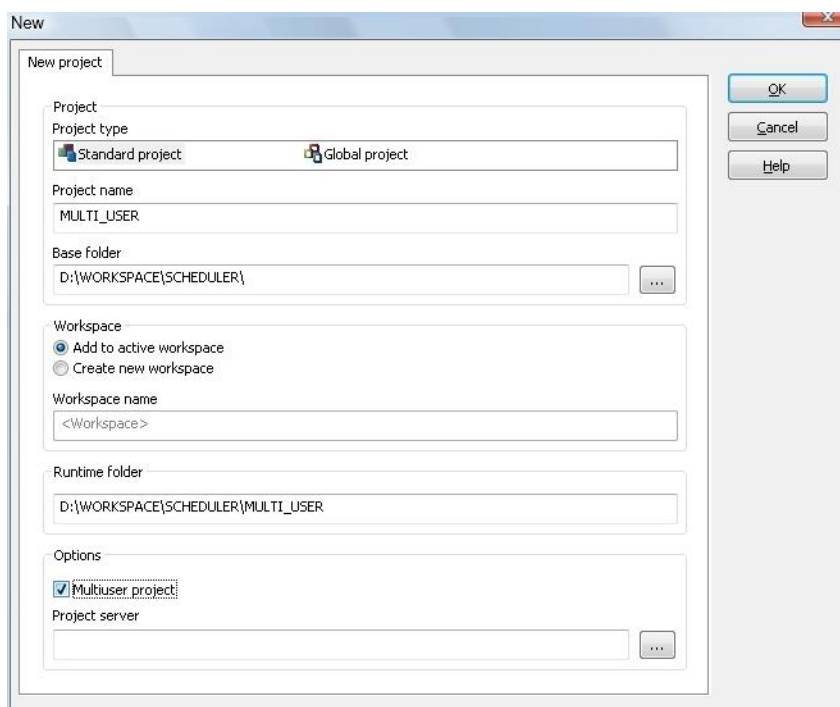 New
New project
OK
Cancel
Help
Project
Project type
Standard project Global project
Project name
MULTI_USER
Base folder
D:\WORKSPACE\SCHEDULER\
...
Workspace
Add to active workspace
Create new workspace
Workspace name
<Workspace>
Runtime folder
D:\WORKSPACE\SCHEDULER\MULTI_USER
Options
Multiuser project
Project server
...